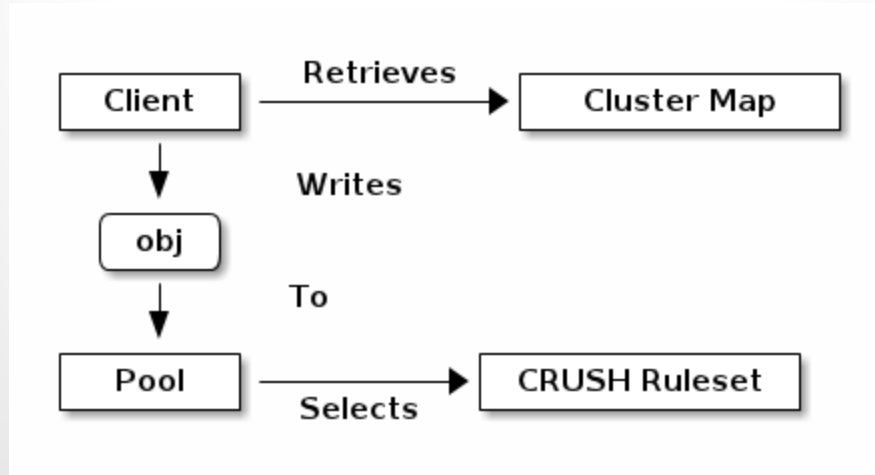 Retrieves
Client
Cluster Map
Writes
obj
To
Pool
CRUSH Ruleset
Selects